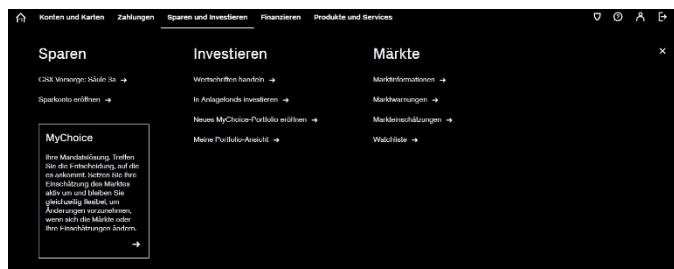 Konten und Karten Zahlungen Sparen und Investieren Finanzieren Produkte und Services
Sparen
CSX Vorsorge: Säule 3a →
Sparkonto eröffnen →
MyChoice
Ihre Mandatslösung. Treffen
Sie die Entscheidung, auf die
es ankommt. Setzen Sie Ihre
Einschätzung des Marktes
aktiv um und bleiben Sie
gleichzeitig flexibel, um
Änderungen vorzunehmen,
wenn sich die Märkte oder
Ihre Einschätzungen ändern.
→
Investieren
Wertschriften handeln →
In Anlagefonds investieren →
Neues MyChoice-Portfolio eröffnen →
Meine Portfolio-Ansicht →
Märkte
Marktinformationen →
Marktwarnungen →
Markteinschätzungen →
Watchliste →